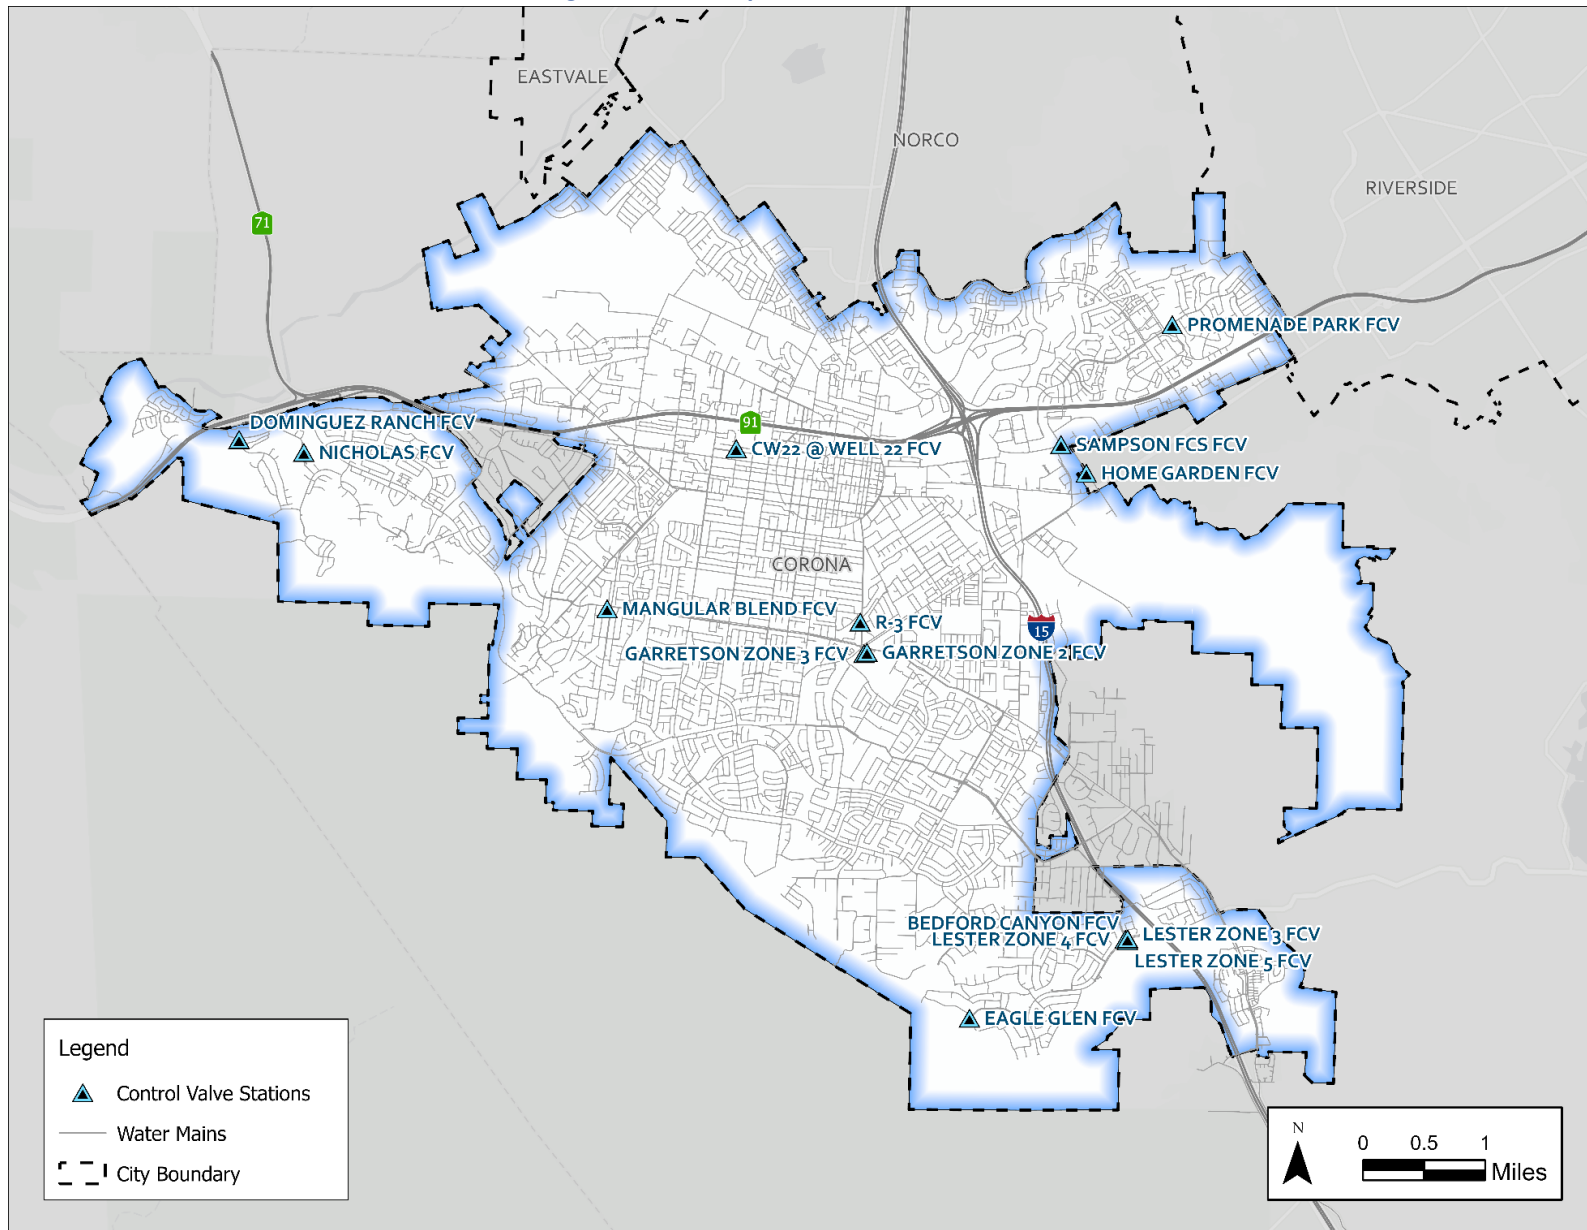 EASTVALE
NORCO
RIVERSIDE
71
PROMENADE PARK FCV
DOMINGUEZ RANCH FCV
91
NICHOLAS FCV
CW22 @ WELL 22 FCV
SAMPSON FCS FCV
HOME GARDEN FCV
CORONA
MANGULAR BLEND FCV
R-3 FCV
15
GARRETSON ZONE 3 FCV
GARRETSON ZONE 2 FCV
BEDFORD CANYON FCV
LESTER ZONE 4 FCV
LESTER ZONE 3 FCV
LESTER ZONE 5 FCV
EAGLE GLEN FCV
Legend
Control Valve Stations
Water Mains
City Boundary
N
0 0.5 1
Miles